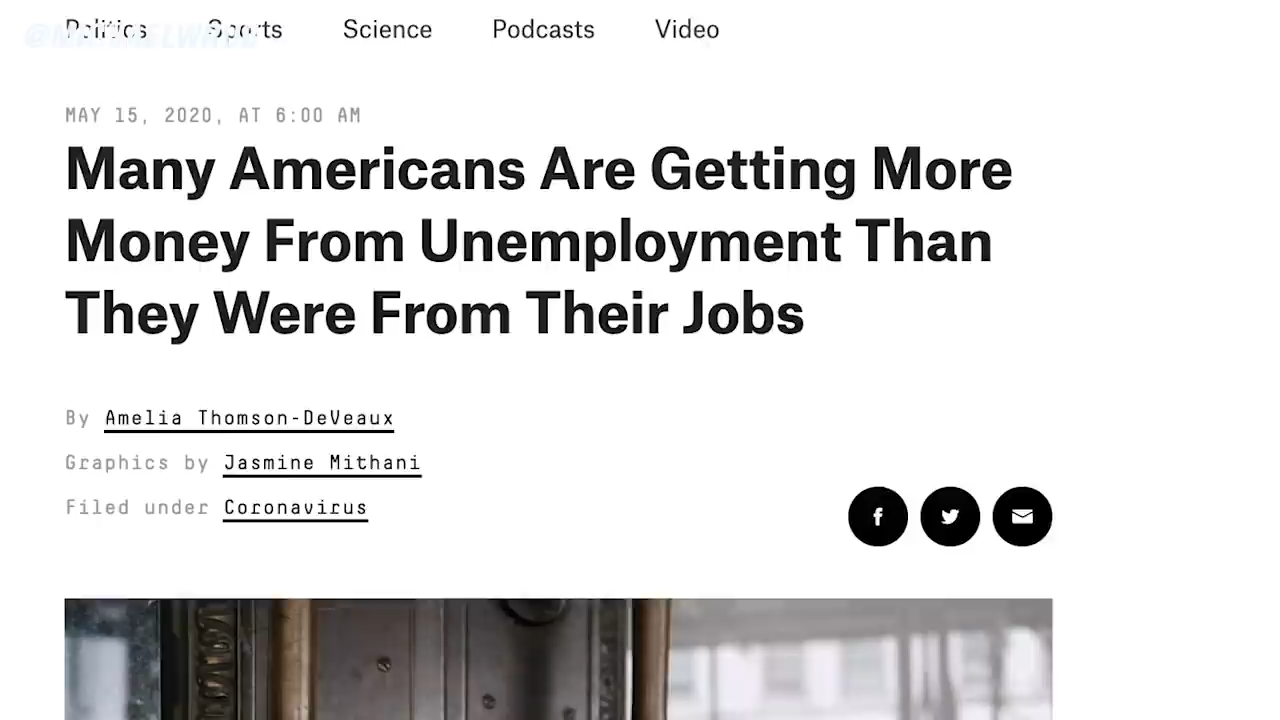 Politics Sports Science Podcasts Video
MAY 15, 2020, AT 6:00 AM
Many Americans Are Getting More
Money From Unemployment Than
They Were From Their Jobs
By Amelia Thomson-DeVeaux
Graphics by Jasmine Mithani
Filed under Coronavirus